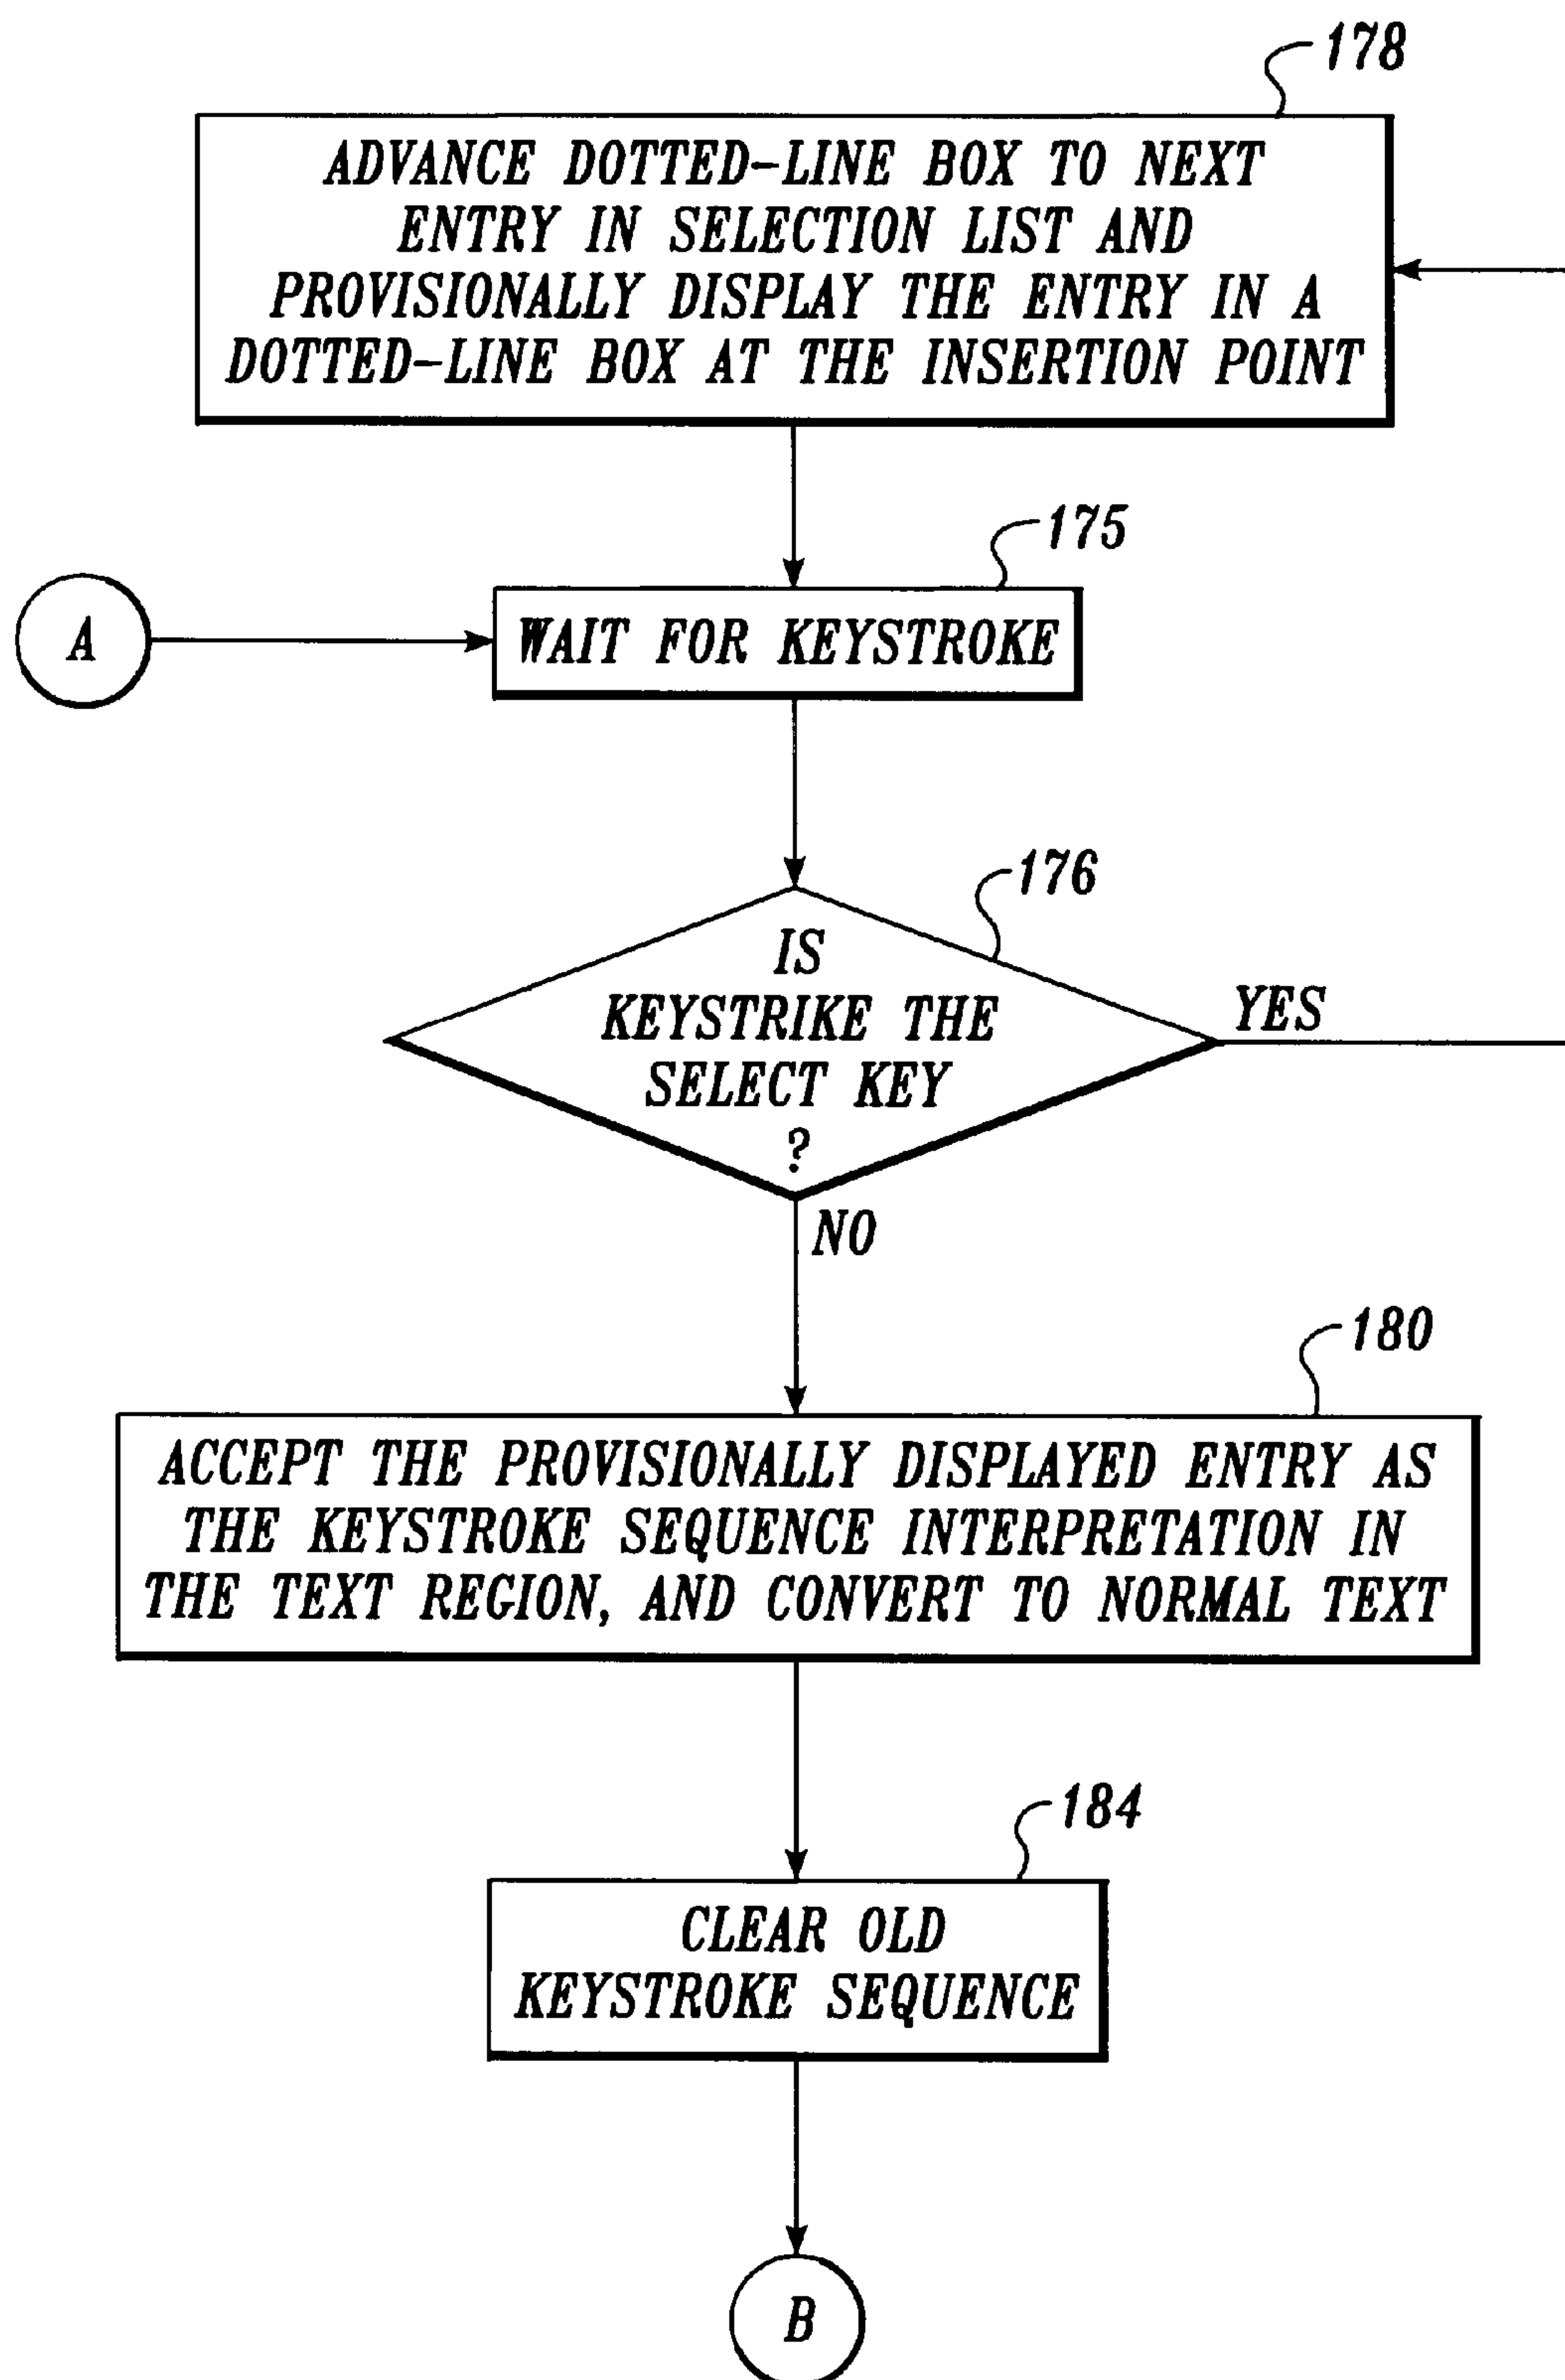 178
ADVANCE DOTTED-LINE BOX TO NEXT
ENTRY IN SELECTION LIST AND
PROVISIONALLY DISPLAY THE ENTRY IN A
DOTTED-LINE BOX AT THE INSERTION POINT
175
A
WAIT FOR KEYSTROKE
176
IS
KEYSTRIKE THE
SELECT KEY
?
YES
NO
180
ACCEPT THE PROVISIONALLY DISPLAYED ENTRY AS
THE KEYSTROKE SEQUENCE INTERPRETATION IN
THE TEXT REGION, AND CONVERT TO NORMAL TEXT
184
CLEAR OLD
KEYSTROKE SEQUENCE
B